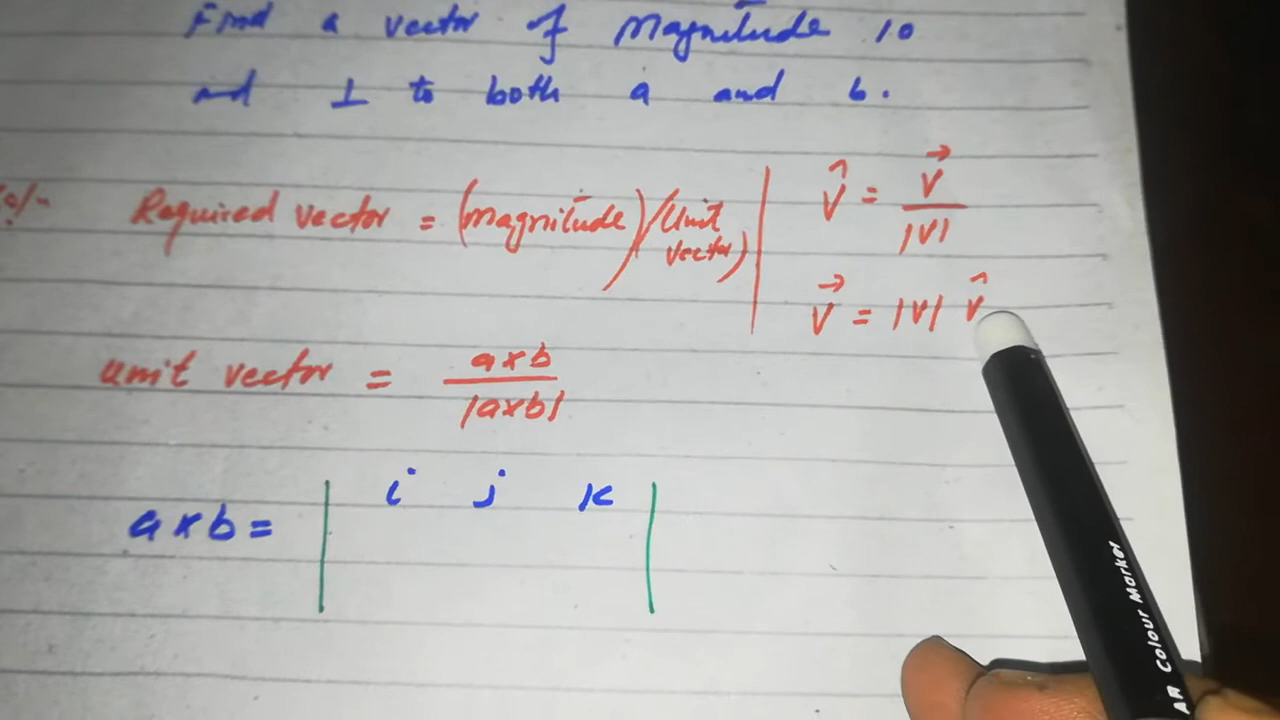 Find a vector of Magnitude 10
and ⊥ to both a and b.
Sol:-
Required vector = (Magnitude)(Unit vector)
v̂ = v⃗ / |v|
v⃗ = |v| v̂
unit vector = a×b / |a×b|
a×b = | i j k |
AR Colour Marker